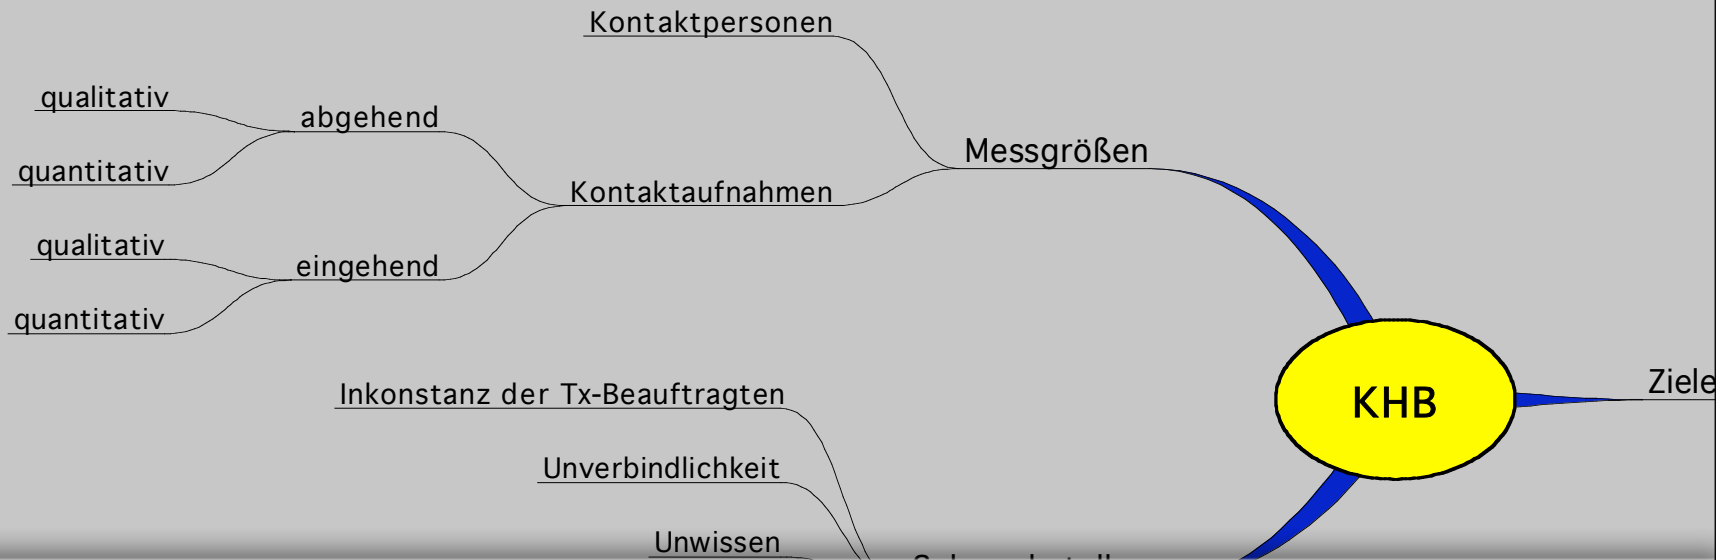 Kontaktpersonen
qualitativ
abgehend
quantitativ
Messgrößen
Kontaktaufnahmen
qualitativ
eingehend
quantitativ
KHB
Ziele
Inkonstanz der Tx-Beauftragten
Unverbindlichkeit
Unwissen